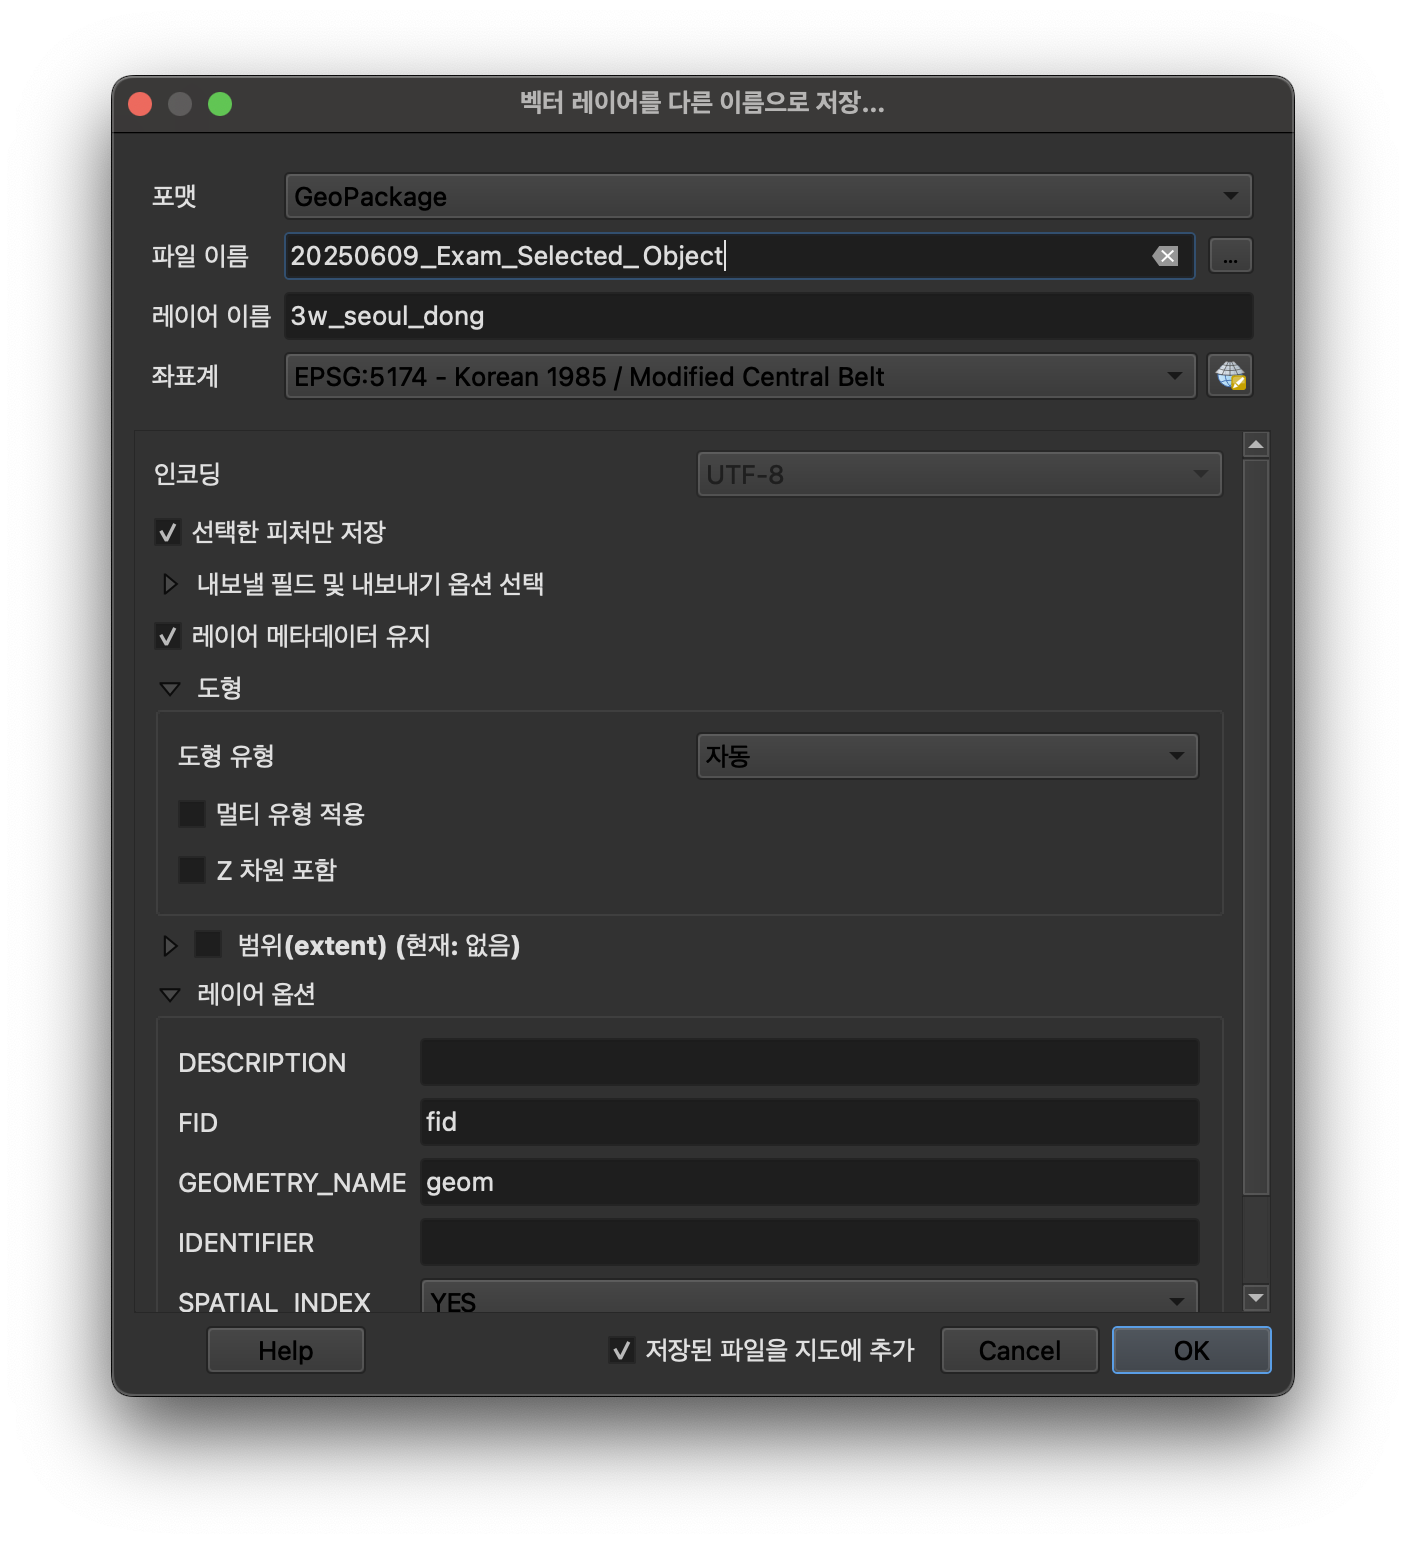 벡터 레이어를 다른 이름으로 저장...
포맷 GeoPackage
파일 이름 20250609_Exam_Selected_Object ...
레이어 이름 3w_seoul_dong
좌표계 EPSG:5174 - Korean 1985 / Modified Central Belt
인코딩 UTF-8
선택한 피처만 저장
내보낼 필드 및 내보내기 옵션 선택
레이어 메타데이터 유지
도형
도형 유형 자동
멀티 유형 적용
Z 차원 포함
범위(extent) (현재: 없음)
레이어 옵션
DESCRIPTION
FID fid
GEOMETRY_NAME geom
IDENTIFIER
SPATIAL_INDEX YES
Help 저장된 파일을 지도에 추가 Cancel OK